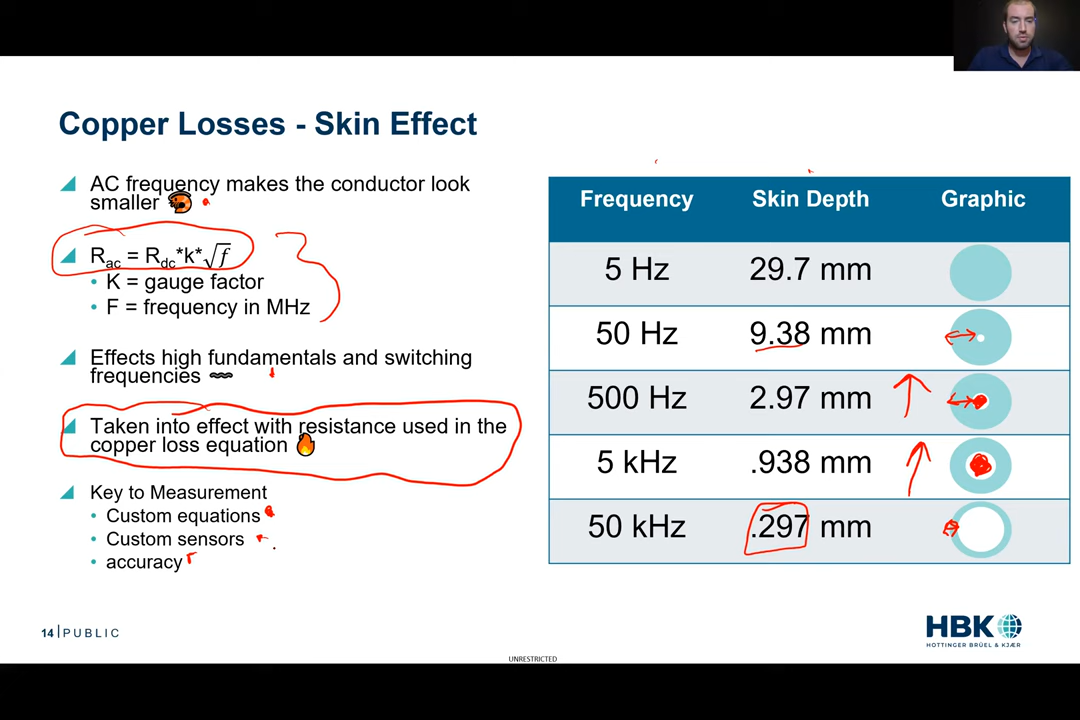 Copper Losses - Skin Effect
AC frequency makes the conductor look
smaller
Rac = Rdc*k*√f
K = gauge factor
F = frequency in MHz
Effects high fundamentals and switching
frequencies
Taken into effect with resistance used in the
copper loss equation
Key to Measurement
Custom equations
Custom sensors
accuracy
Frequency Skin Depth Graphic
5 Hz 29.7 mm
50 Hz 9.38 mm
500 Hz 2.97 mm
5 kHz .938 mm
50 kHz .297 mm
14 | PUBLIC
HBK
HOTTINGER BRÜEL & KJÆR
UNRESTRICTED